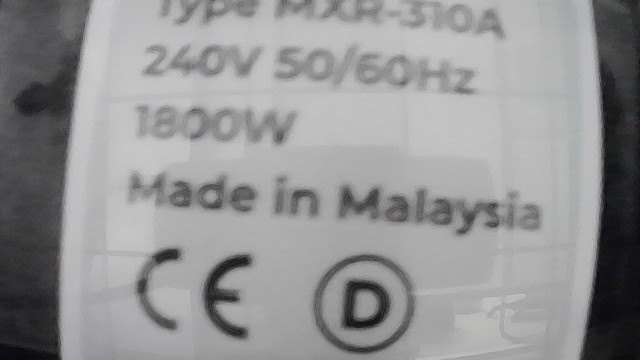 Type MXR-310A
240V 50/60Hz
1800W
Made in Malaysia
CE D